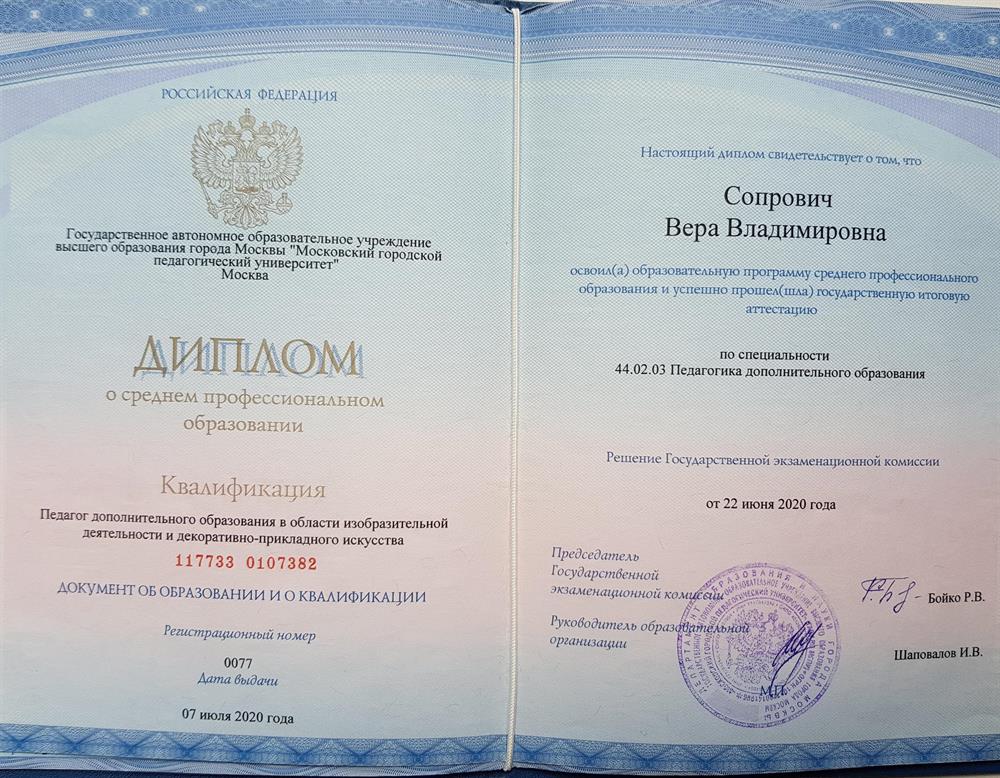 РОССИЙСКАЯ ФЕДЕРАЦИЯ
Государственное автономное образовательное учреждение
высшего образования города Москвы "Московский городской
педагогический университет"
Москва
ДИПЛОМ
о среднем профессиональном
образовании
Квалификация
Педагог дополнительного образования в области изобразительной
деятельности и декоративно-прикладного искусства
117733 0107382
ДОКУМЕНТ ОБ ОБРАЗОВАНИИ И О КВАЛИФИКАЦИИ
Регистрационный номер
0077
Дата выдачи
07 июля 2020 года
Настоящий диплом свидетельствует о том, что
Сопрович
Вера Владимировна
освоил(а) образовательную программу среднего профессионального
образования и успешно прошел(шла) государственную итоговую
аттестацию
по специальности
44.02.03 Педагогика дополнительного образования
Решение Государственной экзаменационной комиссии
от 22 июня 2020 года
Председатель
Государственной
экзаменационной комиссии
Бойко Р.В.
Руководитель образовательной
организации
Шаповалов И.В.
М.П.